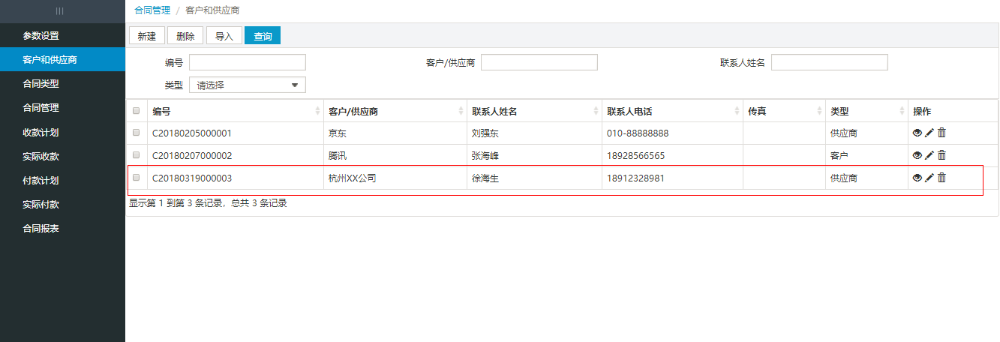 合同管理 / 客户和供应商
参数设置
客户和供应商
合同类型
合同管理
收款计划
实际收款
付款计划
实际付款
合同报表
新建 删除 导入 查询
编号 客户/供应商 联系人姓名
类型 请选择
编号 客户/供应商 联系人姓名 联系人电话 传真 类型 操作
C20180205000001 京东 刘强东 010-88888888 供应商
C20180207000002 腾讯 张海峰 18928566565 客户
C20180319000003 杭州XX公司 徐海生 18912328981 供应商
显示第 1 到第 3 条记录，总共 3 条记录